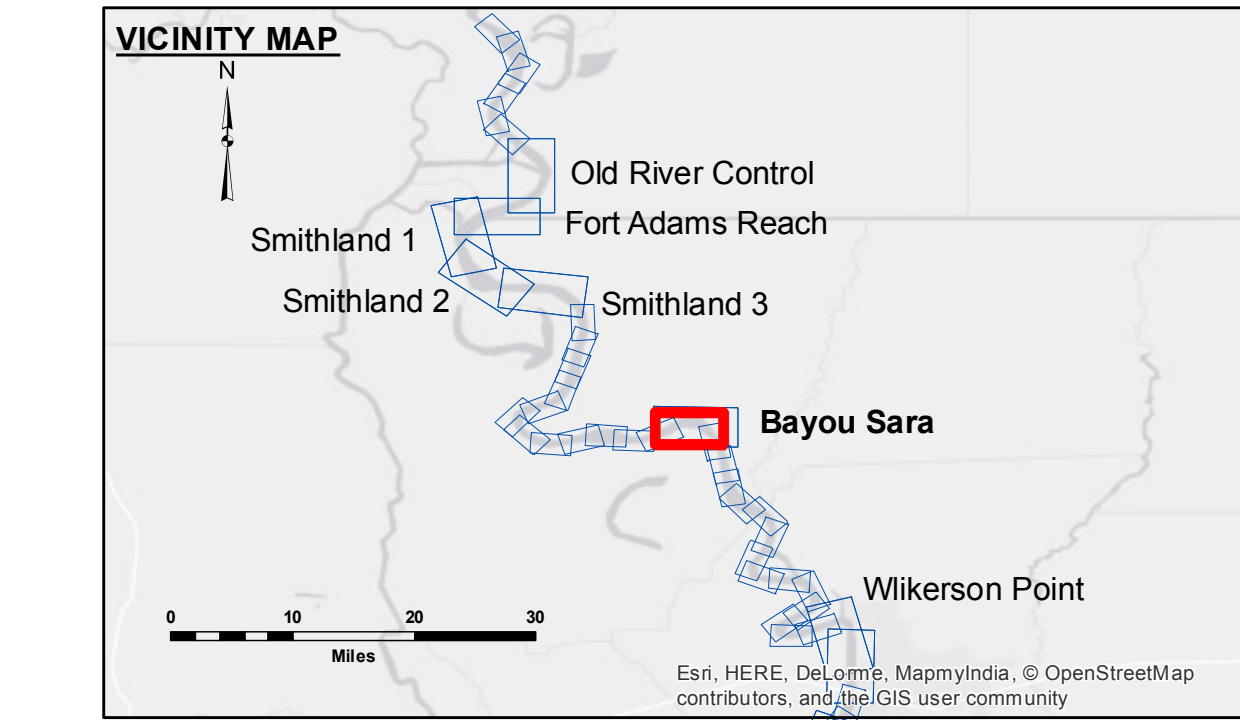 VICINITY MAP
N
Old River Control
Fort Adams Reach
Smithland 1
Smithland 2
Smithland 3
Bayou Sara
Wlikerson Point
0 10 20 30
Miles
Esri, HERE, DeLorme, MapmyIndia, © OpenStreetMap
contributors, and the GIS user community